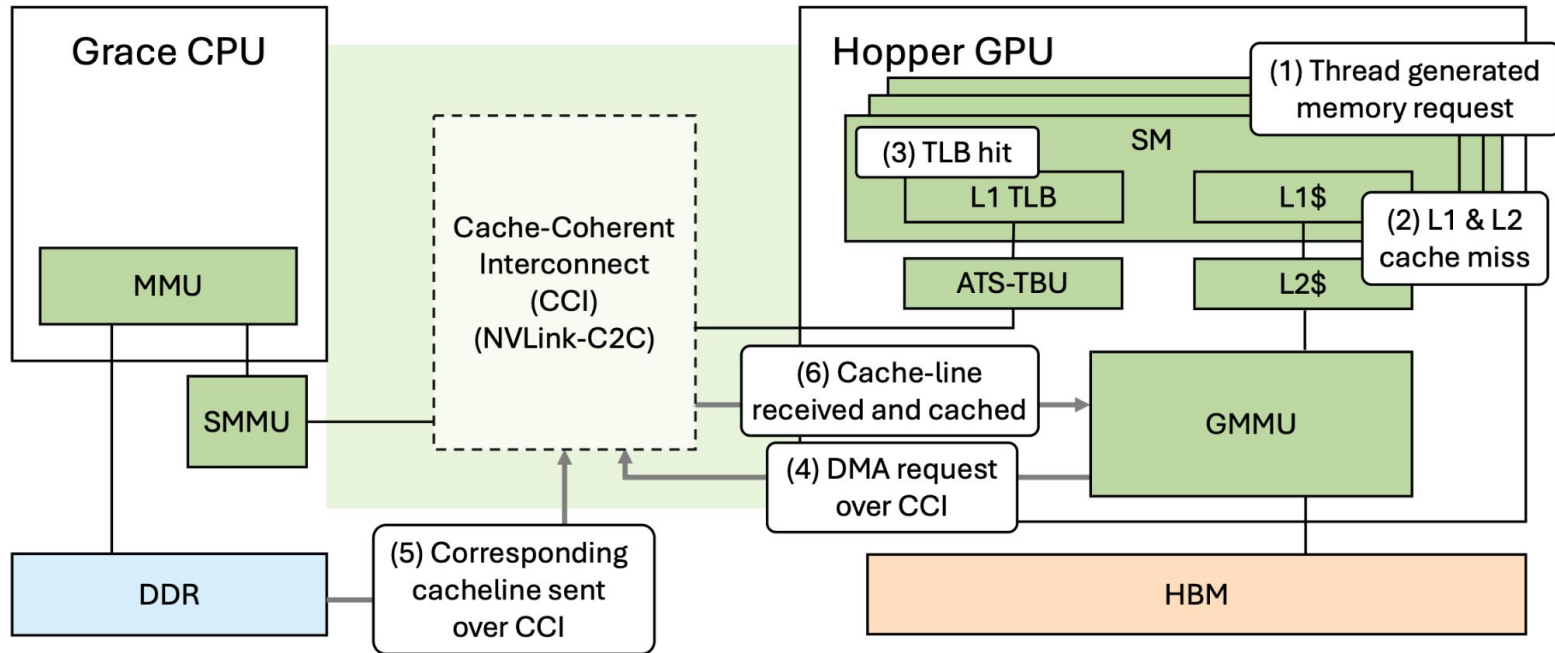 Grace CPU
MMU
SMMU
DDR
Cache-Coherent
Interconnect
(CCI)
(NVLink-C2C)
Hopper GPU
(1) Thread generated
memory request
SM
(3) TLB hit
L1 TLB
L1$
(2) L1 & L2
cache miss
ATS-TBU
L2$
(6) Cache-line
received and cached
GMMU
(4) DMA request
over CCI
(5) Corresponding
cacheline sent
over CCI
HBM